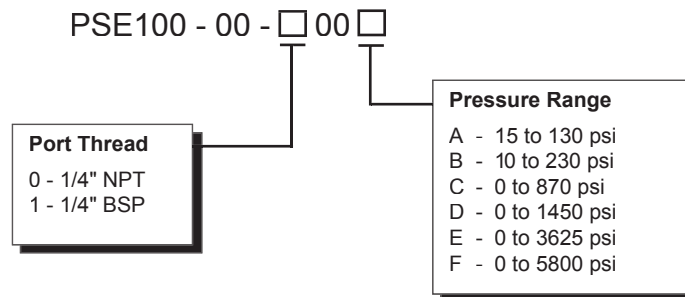 PSE100 - 00 - □ 00 □
Port Thread
0 - 1/4" NPT
1 - 1/4" BSP
Pressure Range
A - 15 to 130 psi
B - 10 to 230 psi
C - 0 to 870 psi
D - 0 to 1450 psi
E - 0 to 3625 psi
F - 0 to 5800 psi